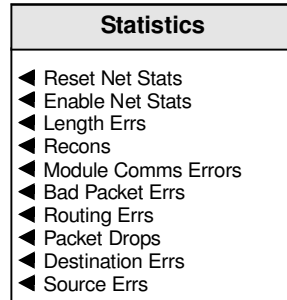 Statistics
Reset Net Stats
Enable Net Stats
Length Errs
Recons
Module Comms Errors
Bad Packet Errs
Routing Errs
Packet Drops
Destination Errs
Source Errs